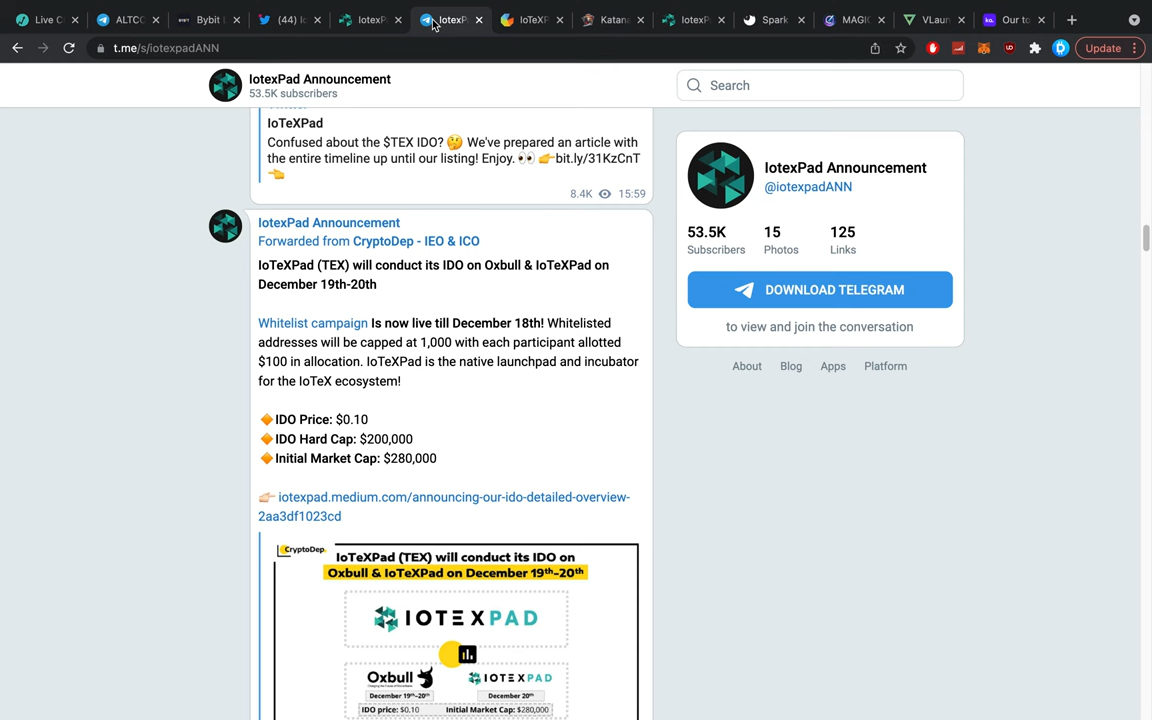 Live C
ALTCC
Bybit
(44) Io
IotexP
IotexP
IoTeXP
Katan
IotexP
Spark
MAGIC
VLaun
Our to
t.me/s/iotexpadANN
Update
IotexPad Announcement
53.5K subscribers
Search
IoTeXPad
Confused about the $TEX IDO? 🤔 We've prepared an article with
the entire timeline up until our listing! Enjoy. 👀 👉bit.ly/31KzCnT
👈
8.4K 15:59
IotexPad Announcement
Forwarded from CryptoDep - IEO & ICO
IoTeXPad (TEX) will conduct its IDO on Oxbull & IoTeXPad on
December 19th-20th
Whitelist campaign Is now live till December 18th! Whitelisted
addresses will be capped at 1,000 with each participant allotted
$100 in allocation. IoTeXPad is the native launchpad and incubator
for the IoTeX ecosystem!
🔶IDO Price: $0.10
🔶IDO Hard Cap: $200,000
🔶Initial Market Cap: $280,000
👉🏻 iotexpad.medium.com/announcing-our-ido-detailed-overview-
2aa3df1023cd
CryptoDep
IoTeXPad (TEX) will conduct its IDO on
Oxbull & IoTeXPad on December 19th-20th
IOTEXPAD
Oxbull
IOTEXPAD
December 19th-20th
December 20th
IDO price: $0.10 Initial Market Cap: $280,000
IotexPad Announcement
@iotexpadANN
53.5K 15 125
Subscribers Photos Links
DOWNLOAD TELEGRAM
to view and join the conversation
About Blog Apps Platform